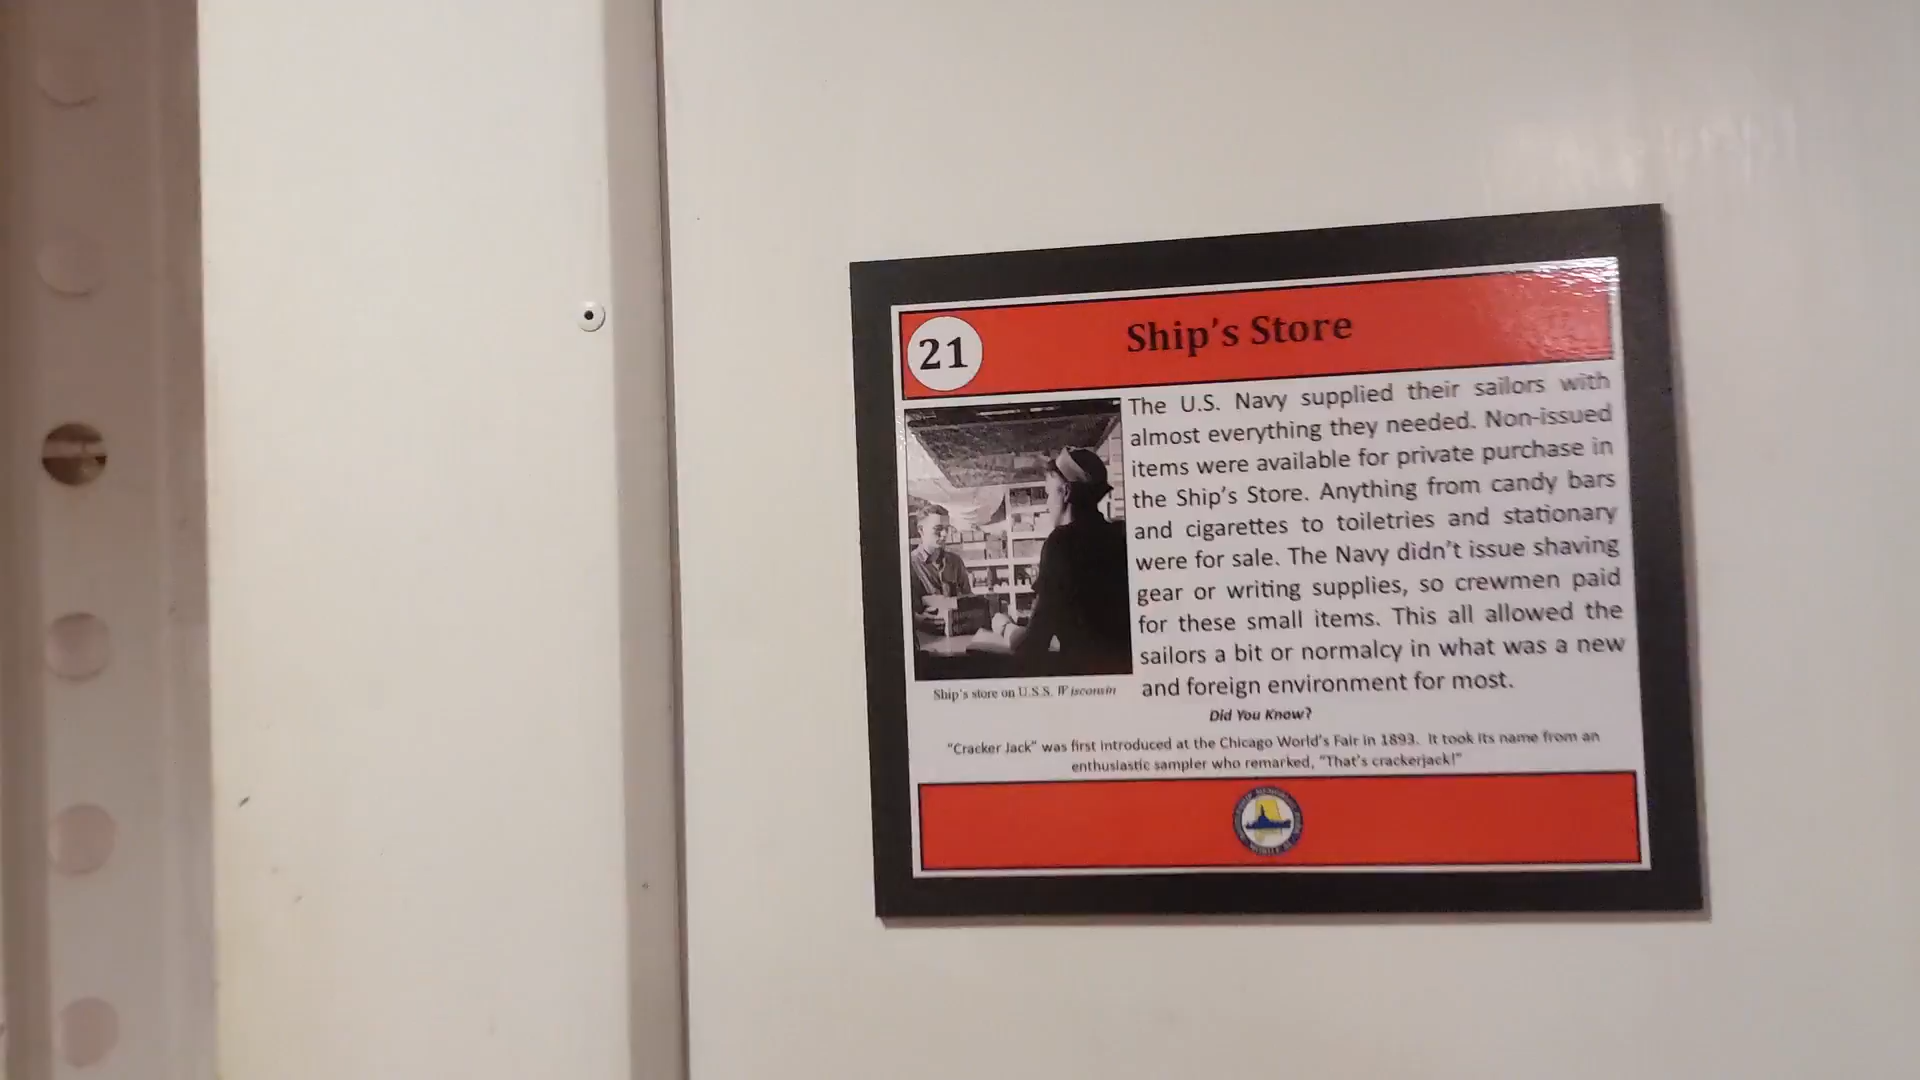 21
Ship's Store
The U.S. Navy supplied their sailors with
almost everything they needed. Non-issued
items were available for private purchase in
the Ship's Store. Anything from candy bars
and cigarettes to toiletries and stationary
were for sale. The Navy didn't issue shaving
gear or writing supplies, so crewmen paid
for these small items. This all allowed the
sailors a bit or normalcy in what was a new
and foreign environment for most.
Ship's store on U.S.S. Wisconsin
Did You Know?
"Cracker Jack" was first introduced at the Chicago World's Fair in 1893. It took its name from an
enthusiastic sampler who remarked, "That's crackerjack!"